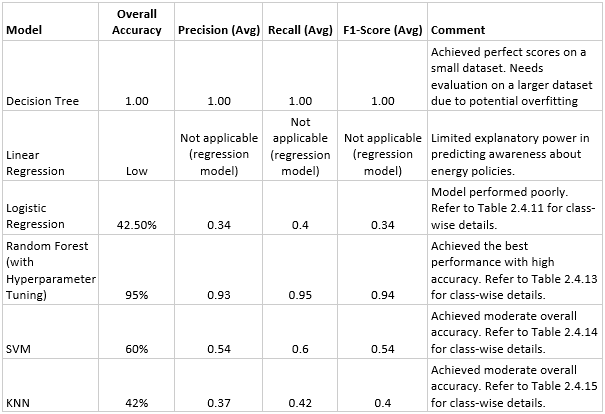 Model Overall Accuracy Precision (Avg) Recall (Avg) F1-Score (Avg) Comment
Decision Tree 1.00 1.00 1.00 1.00 Achieved perfect scores on a small dataset. Needs evaluation on a larger dataset due to potential overfitting
Linear Regression Low Not applicable (regression model) Not applicable (regression model) Not applicable (regression model) Limited explanatory power in predicting awareness about energy policies.
Logistic Regression 42.50% 0.34 0.4 0.34 Model performed poorly. Refer to Table 2.4.11 for class-wise details.
Random Forest (with Hyperparameter Tuning) 95% 0.93 0.95 0.94 Achieved the best performance with high accuracy. Refer to Table 2.4.13 for class-wise details.
SVM 60% 0.54 0.6 0.54 Achieved moderate overall accuracy. Refer to Table 2.4.14 for class-wise details.
KNN 42% 0.37 0.42 0.4 Achieved moderate overall accuracy. Refer to Table 2.4.15 for class-wise details.